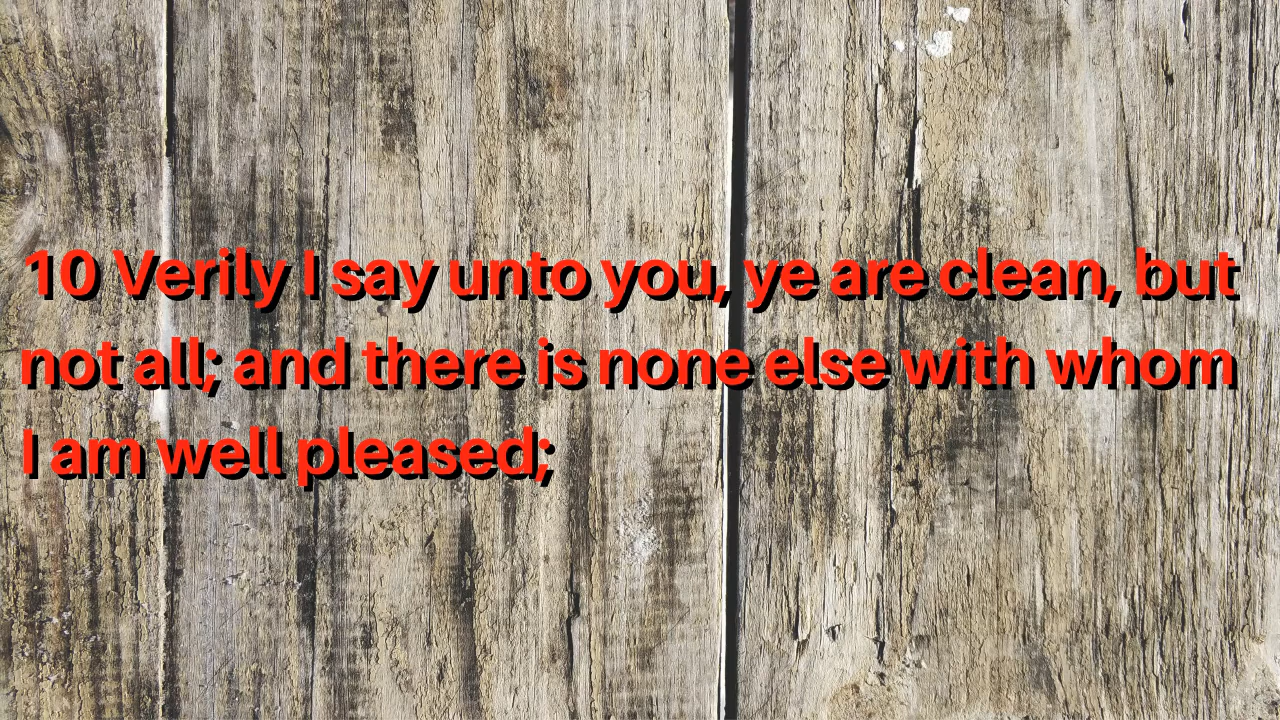 10 Verily I say unto you, ye are clean, but
not all; and there is none else with whom
I am well pleased;